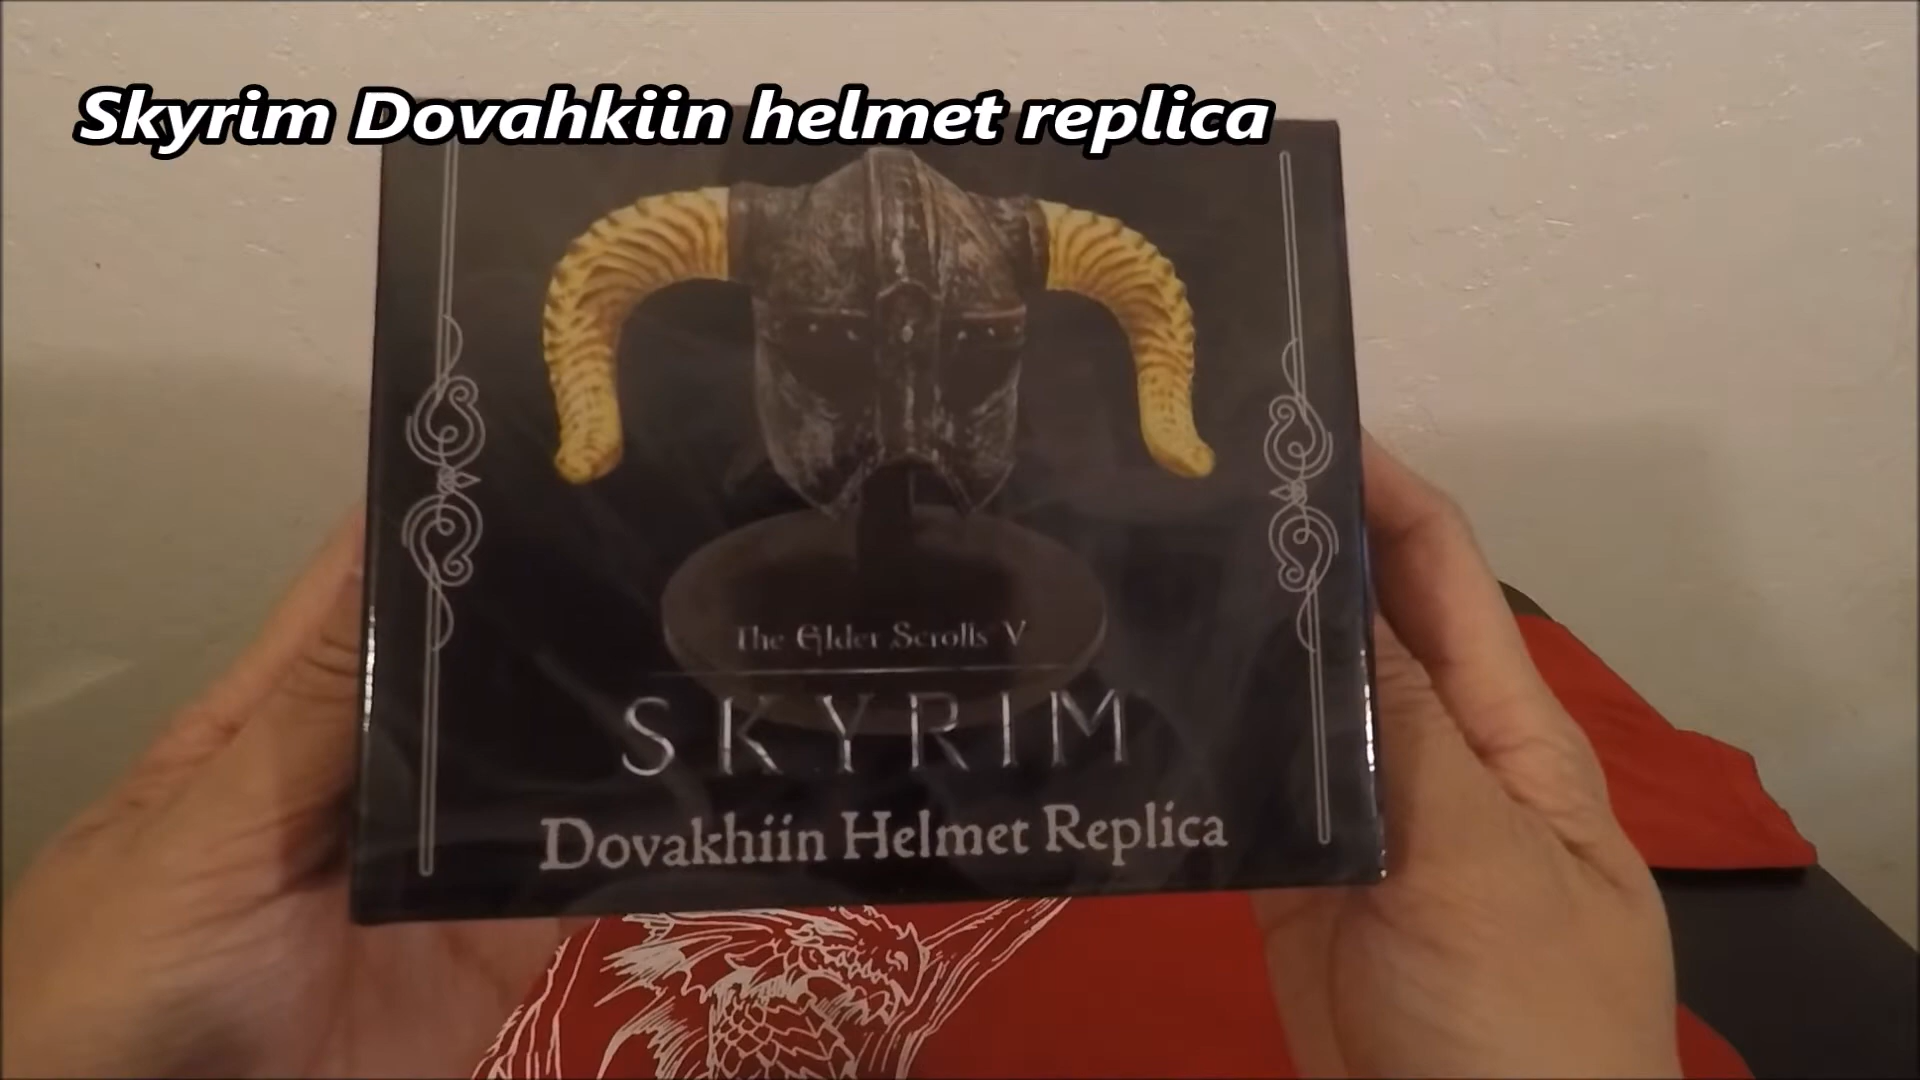 Skyrim Dovahkiin helmet replica
The Elder Scrolls V
SKYRIM
Dovakhiin Helmet Replica